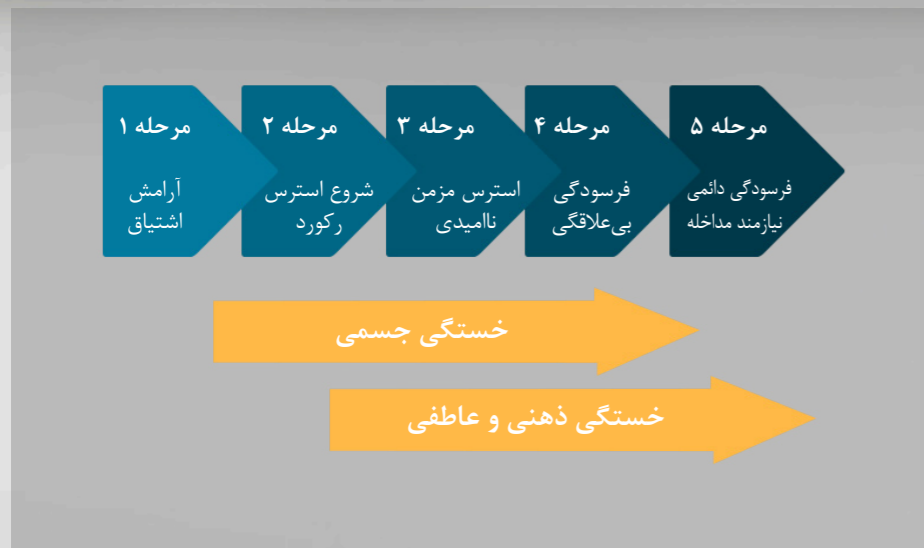 مرحله ۱
آرامش
اشتیاق
مرحله ۲
شروع استرس
رکورد
مرحله ۳
استرس مزمن
ناامیدی
مرحله ۴
فرسودگی
بی‌علاقگی
مرحله ۵
فرسودگی دائمی
نیازمند مداخله
خستگی جسمی
خستگی ذهنی و عاطفی